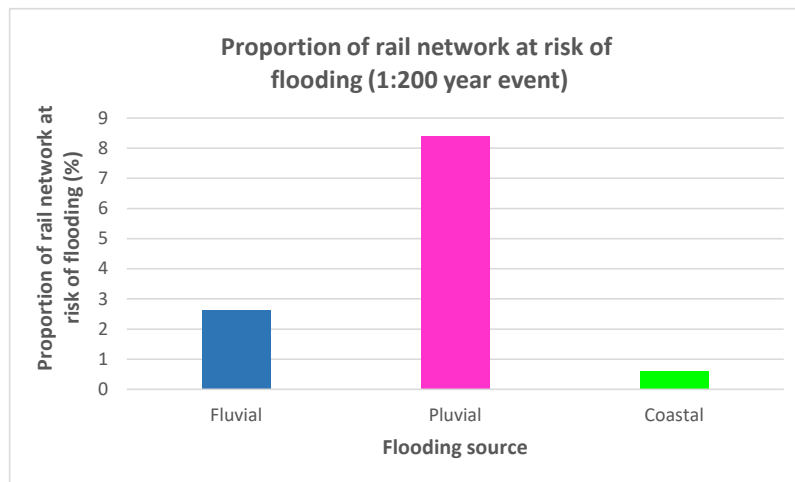 Proportion of rail network at risk of
flooding (1:200 year event)
Proportion of rail network at
risk of flooding (%)
9
8
7
6
5
4
3
2
1
0
Fluvial
Pluvial
Coastal
Flooding source